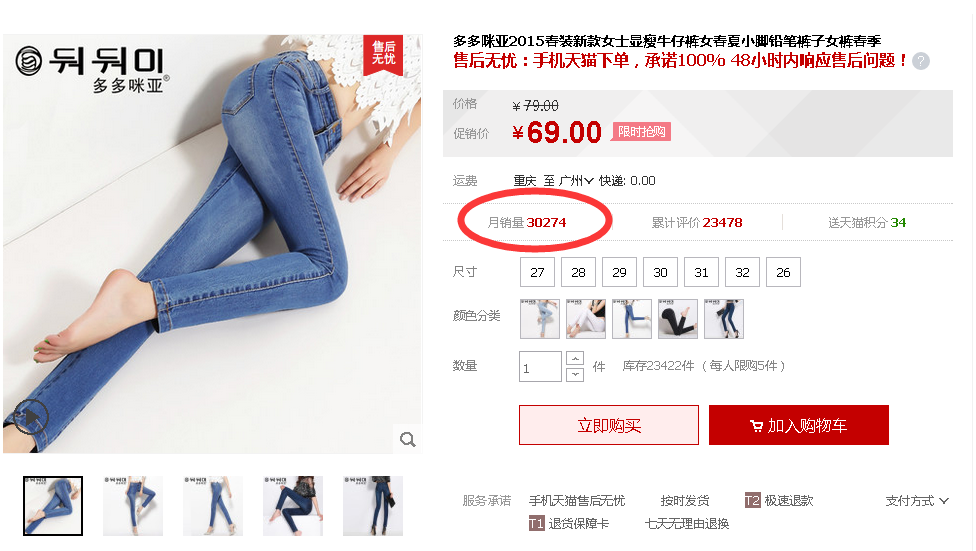 뒤뒤이
多多咪亚®
售后
无忧
多多咪亚2015春装新款女士显瘦牛仔裤女春夏小脚铅笔裤子女裤春季
售后无忧：手机天猫下单，承诺100% 48小时内响应售后问题！ ?
价格 ¥ 79.00
促销价 ¥69.00 限时抢购
运费 重庆 至 广州 快递: 0.00
月销量 30274 累计评价 23478 送天猫积分 34
尺寸 27 28 29 30 31 32 26
颜色分类
数量 1 件 库存23422件 （每人限购5件）
立即购买 加入购物车
服务承诺 手机天猫售后无忧 按时发货 T2 极速退款 支付方式
T1 退货保障卡 七天无理由退换